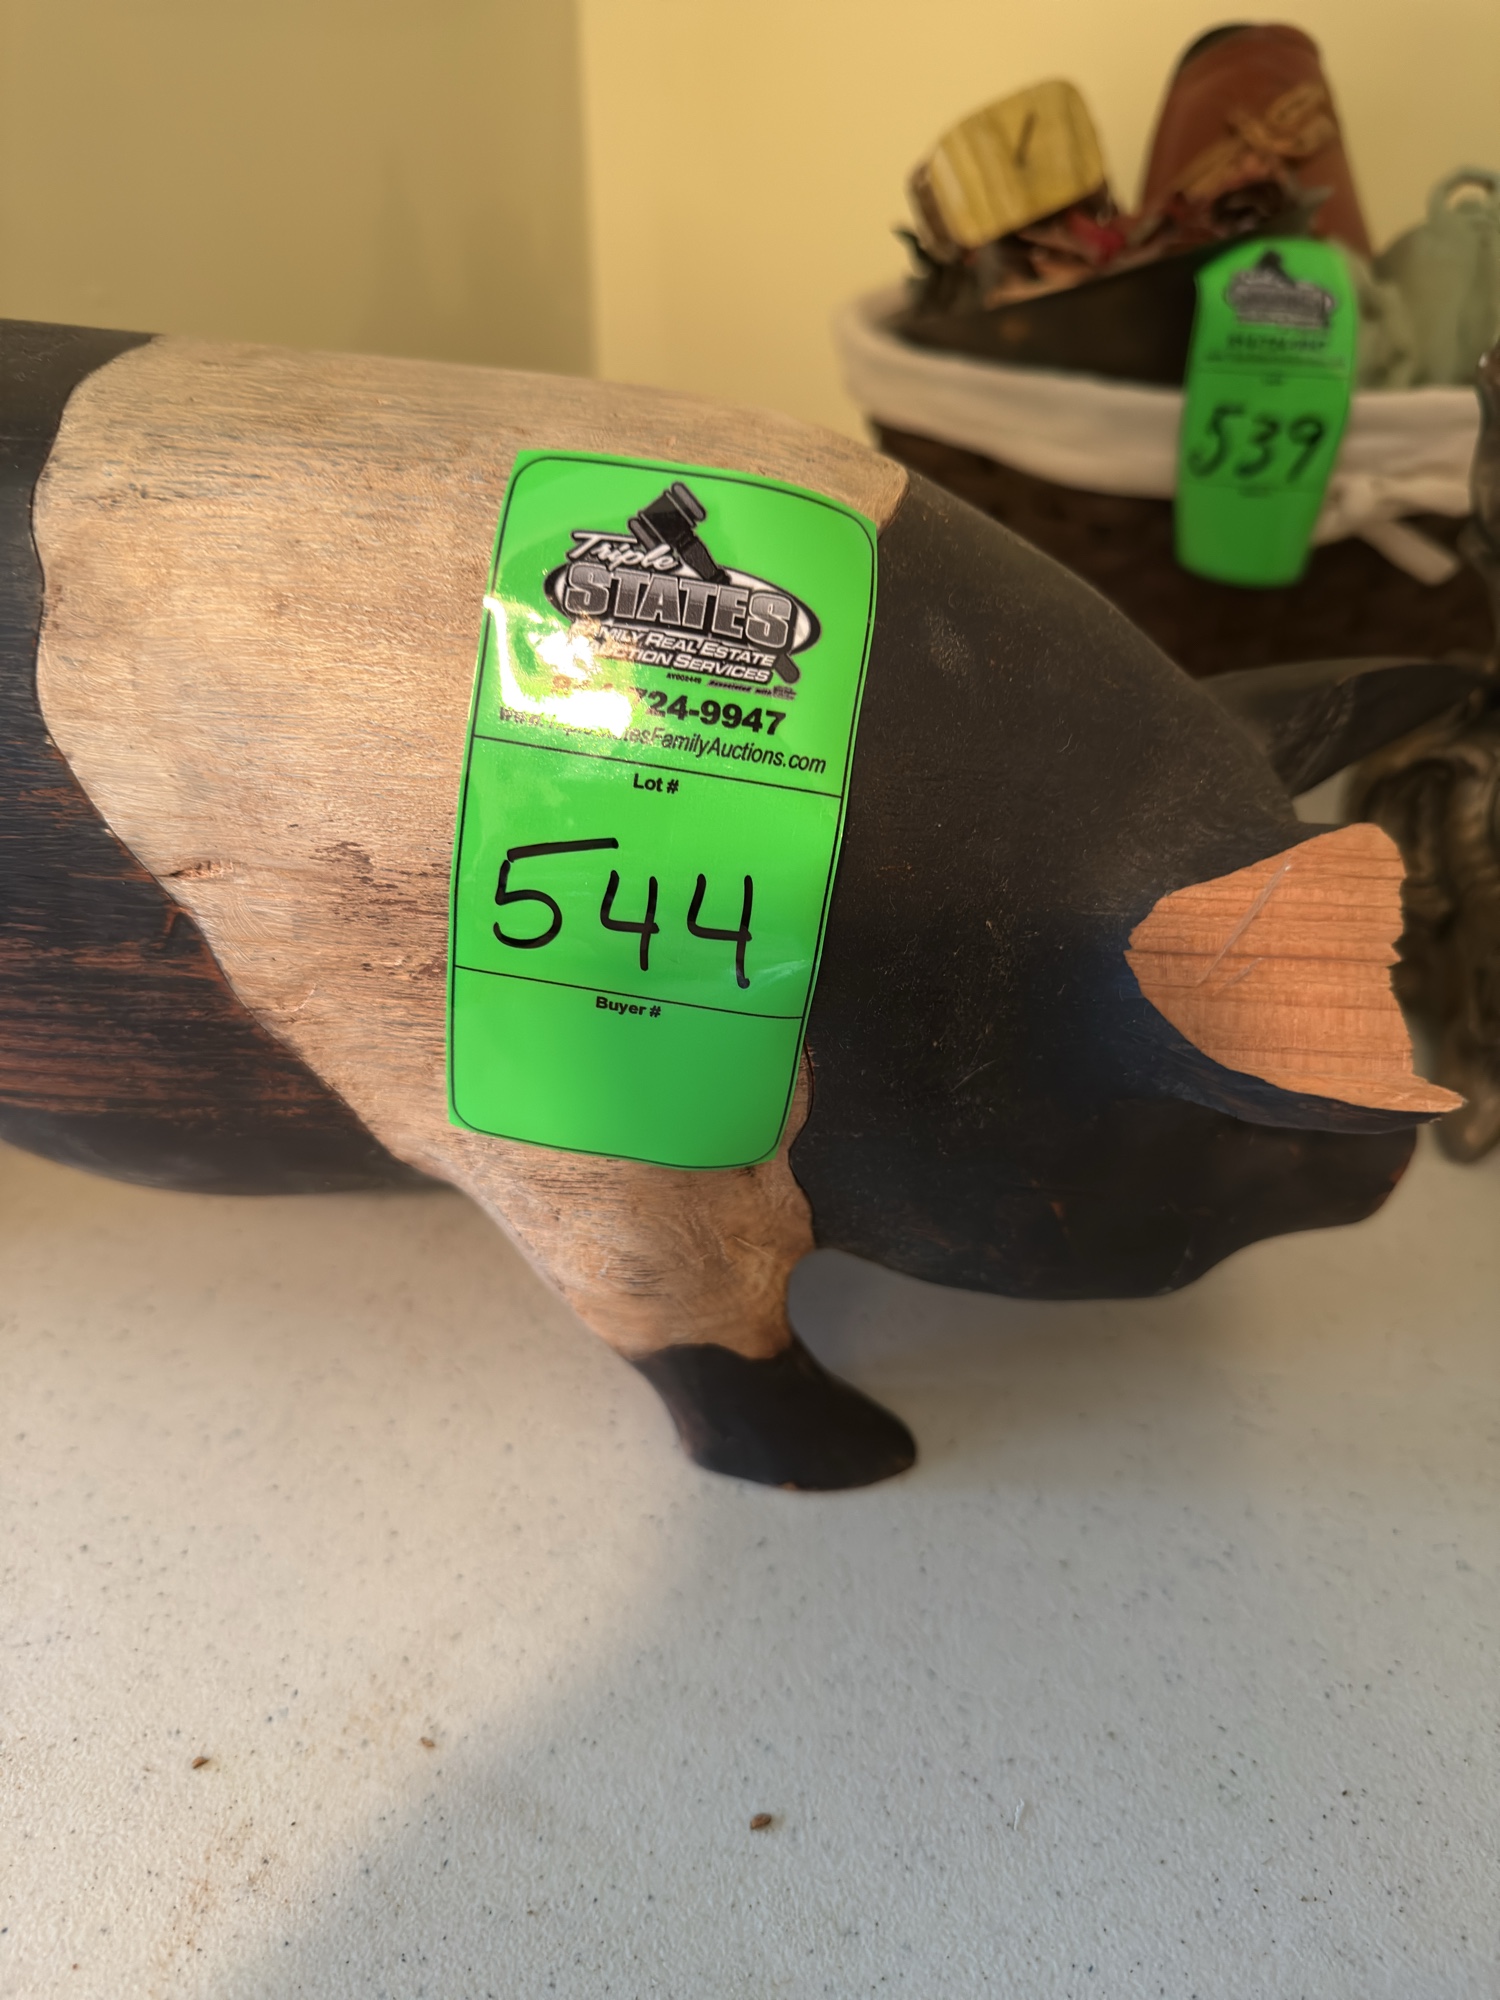 Triple
STATES
FAMILY REAL ESTATE
AUCTION SERVICES
724-9947
FamilyAuctions.com
Lot #
544
Buyer #
539